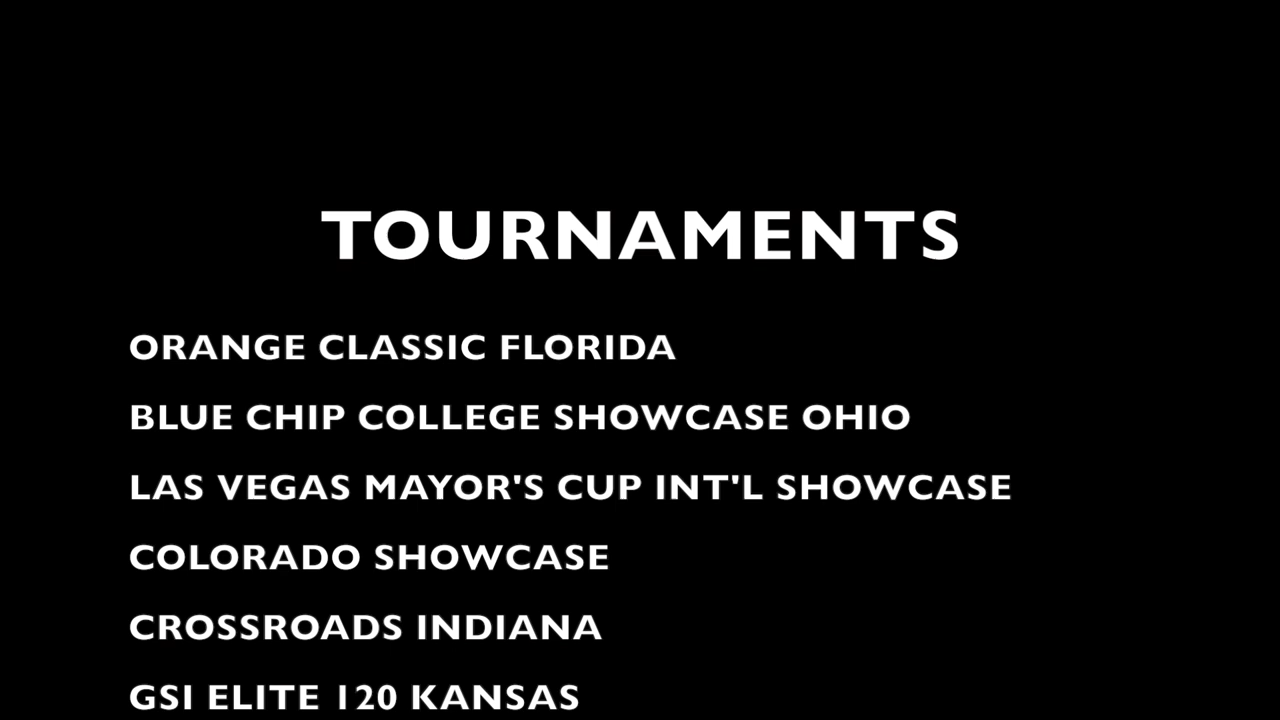 TOURNAMENTS
ORANGE CLASSIC FLORIDA
BLUE CHIP COLLEGE SHOWCASE OHIO
LAS VEGAS MAYOR'S CUP INT'L SHOWCASE
COLORADO SHOWCASE
CROSSROADS INDIANA
GSI ELITE 120 KANSAS